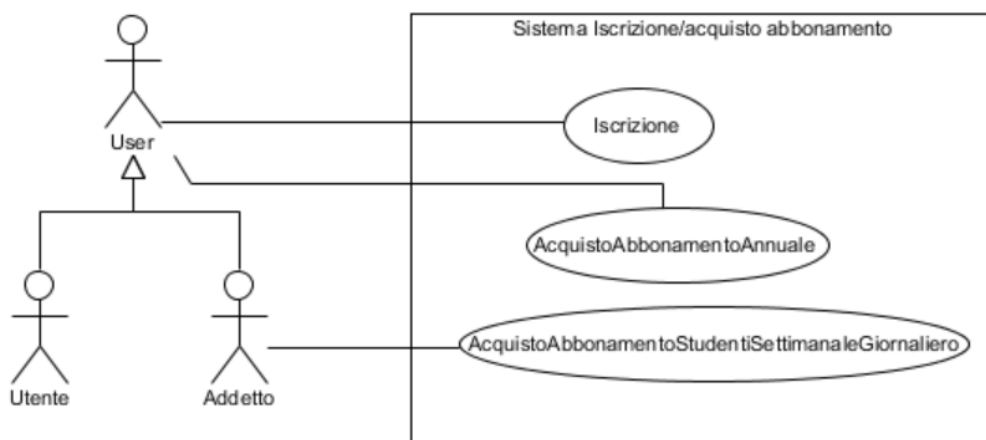 Sistema Iscrizione/acquisto abbonamento
Iscrizione
User
AcquistoAbbonamentoAnnuale
AcquistoAbbonamentoStudentiSettimanaleGiornaliero
Utente
Addetto